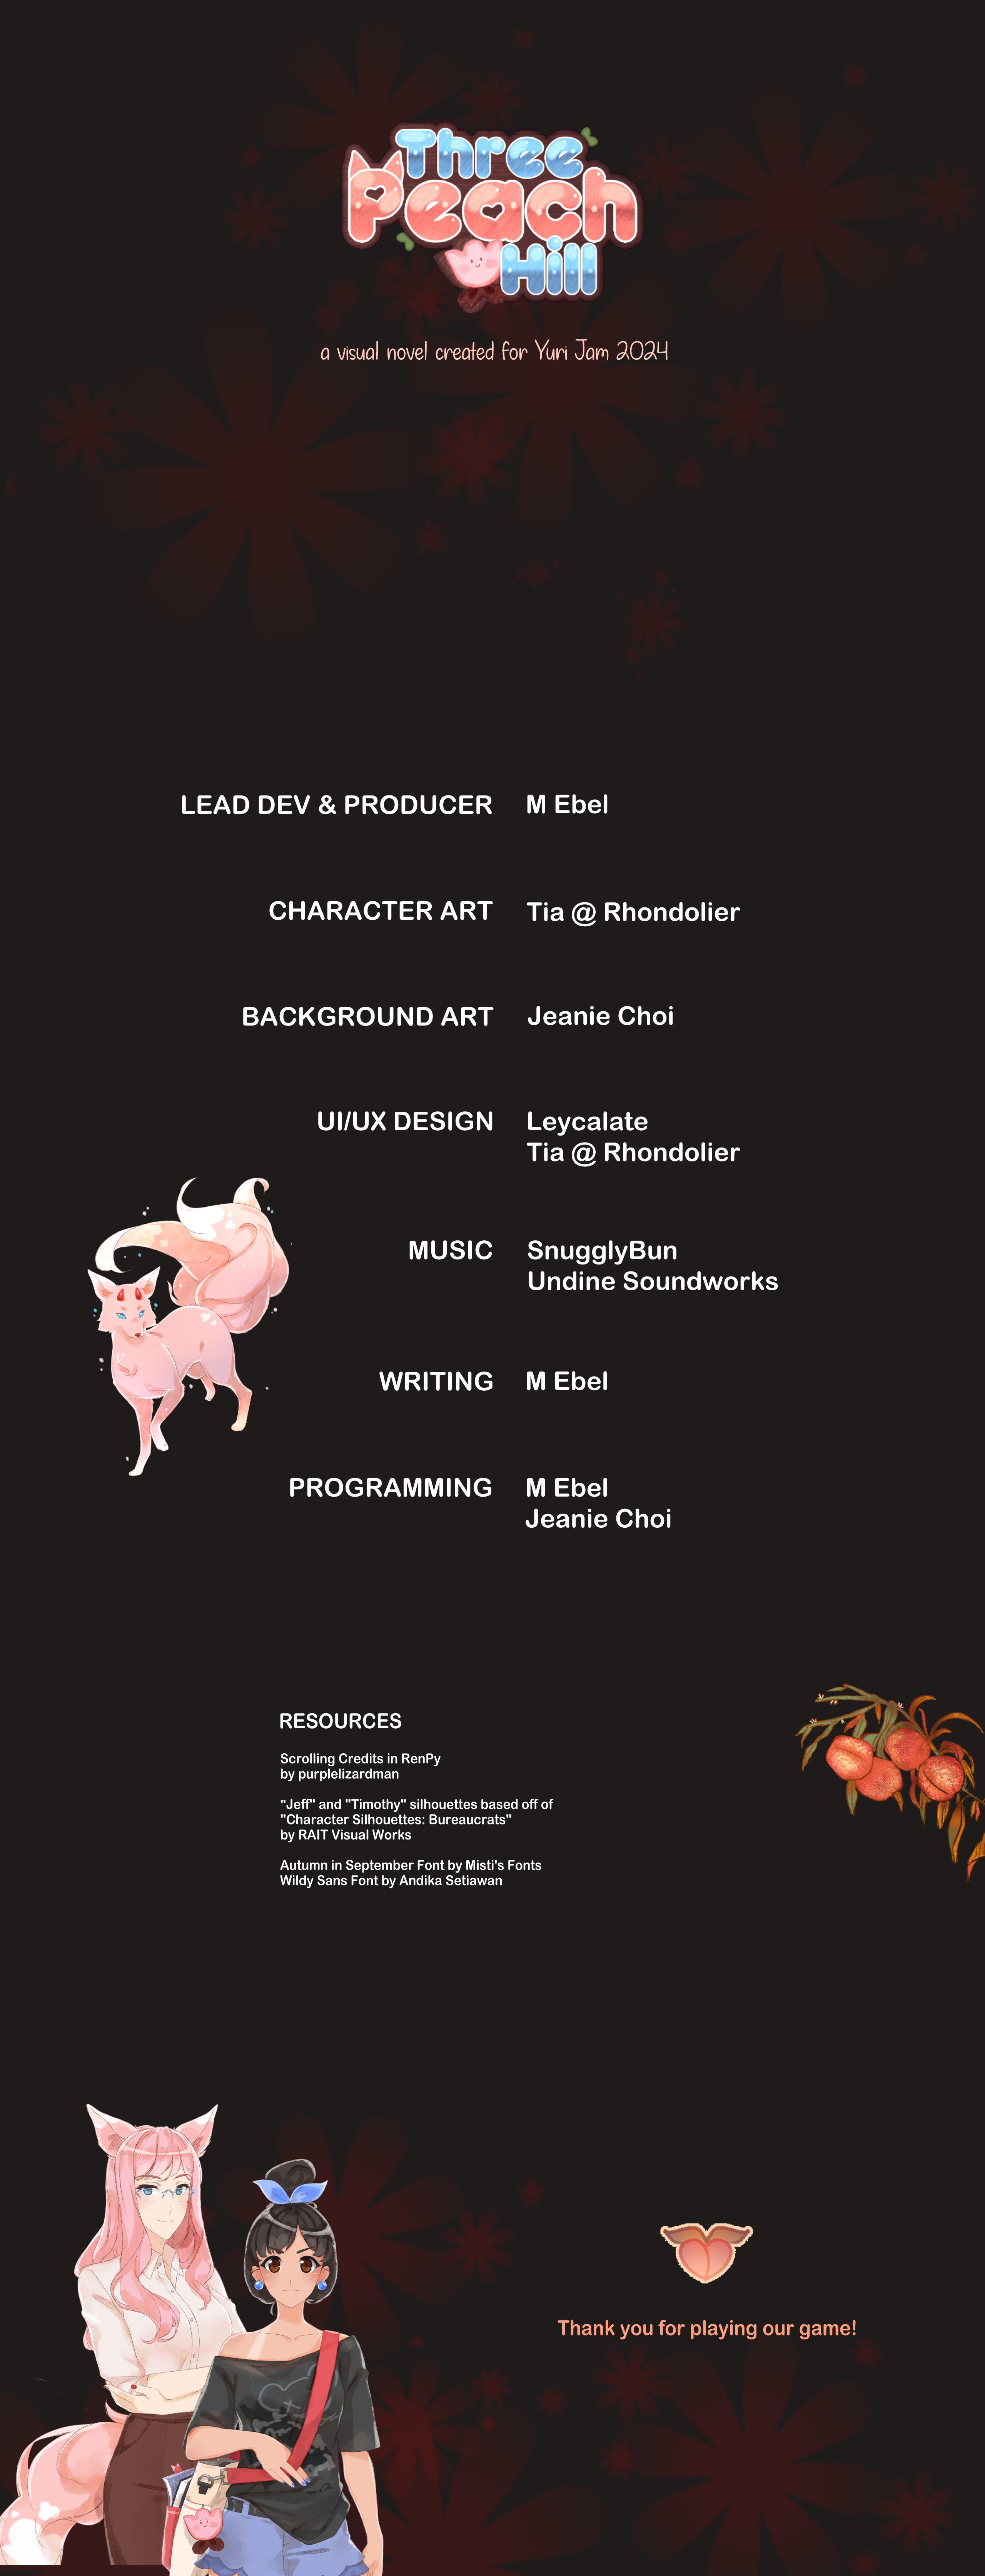 Three
Peach
Hill
a visual novel created for Yuri Jam 2024
LEAD DEV & PRODUCER M Ebel
CHARACTER ART Tia @ Rhondolier
BACKGROUND ART Jeanie Choi
UI/UX DESIGN Leycalate
Tia @ Rhondolier
MUSIC SnugglyBun
Undine Soundworks
WRITING M Ebel
PROGRAMMING M Ebel
Jeanie Choi
RESOURCES
Scrolling Credits in RenPy
by purplelizardman
"Jeff" and "Timothy" silhouettes based off of
"Character Silhouettes: Bureaucrats"
by RAIT Visual Works
Autumn in September Font by Misti's Fonts
Wildy Sans Font by Andika Setiawan
Thank you for playing our game!